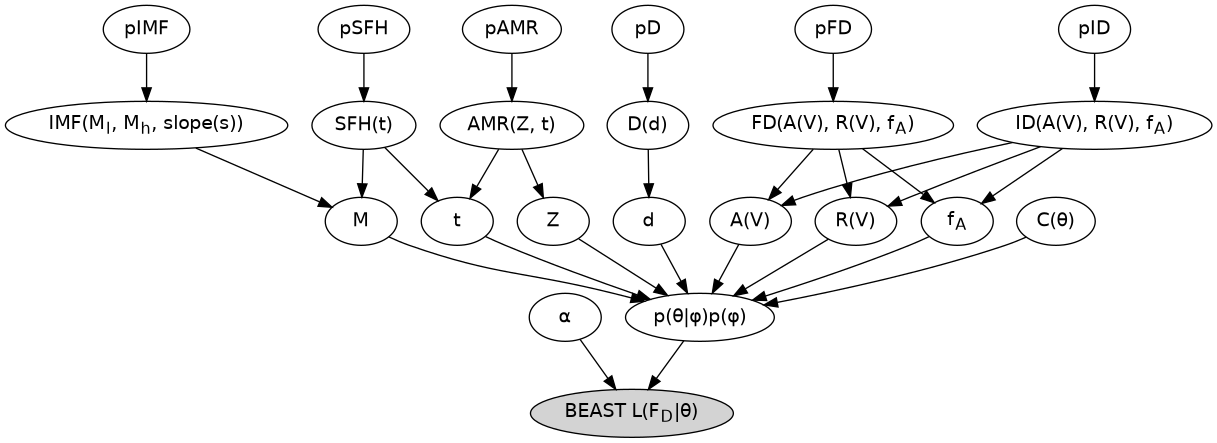 pIMF
pSFH
pAMR
pD
pFD
pID
IMF(M_l, M_h, slope(s))
SFH(t)
AMR(Z, t)
D(d)
FD(A(V), R(V), f_A)
ID(A(V), R(V), f_A)
M
t
Z
d
A(V)
R(V)
f_A
C(θ)
α
p(θ|φ)p(φ)
BEAST L(F_D|θ)